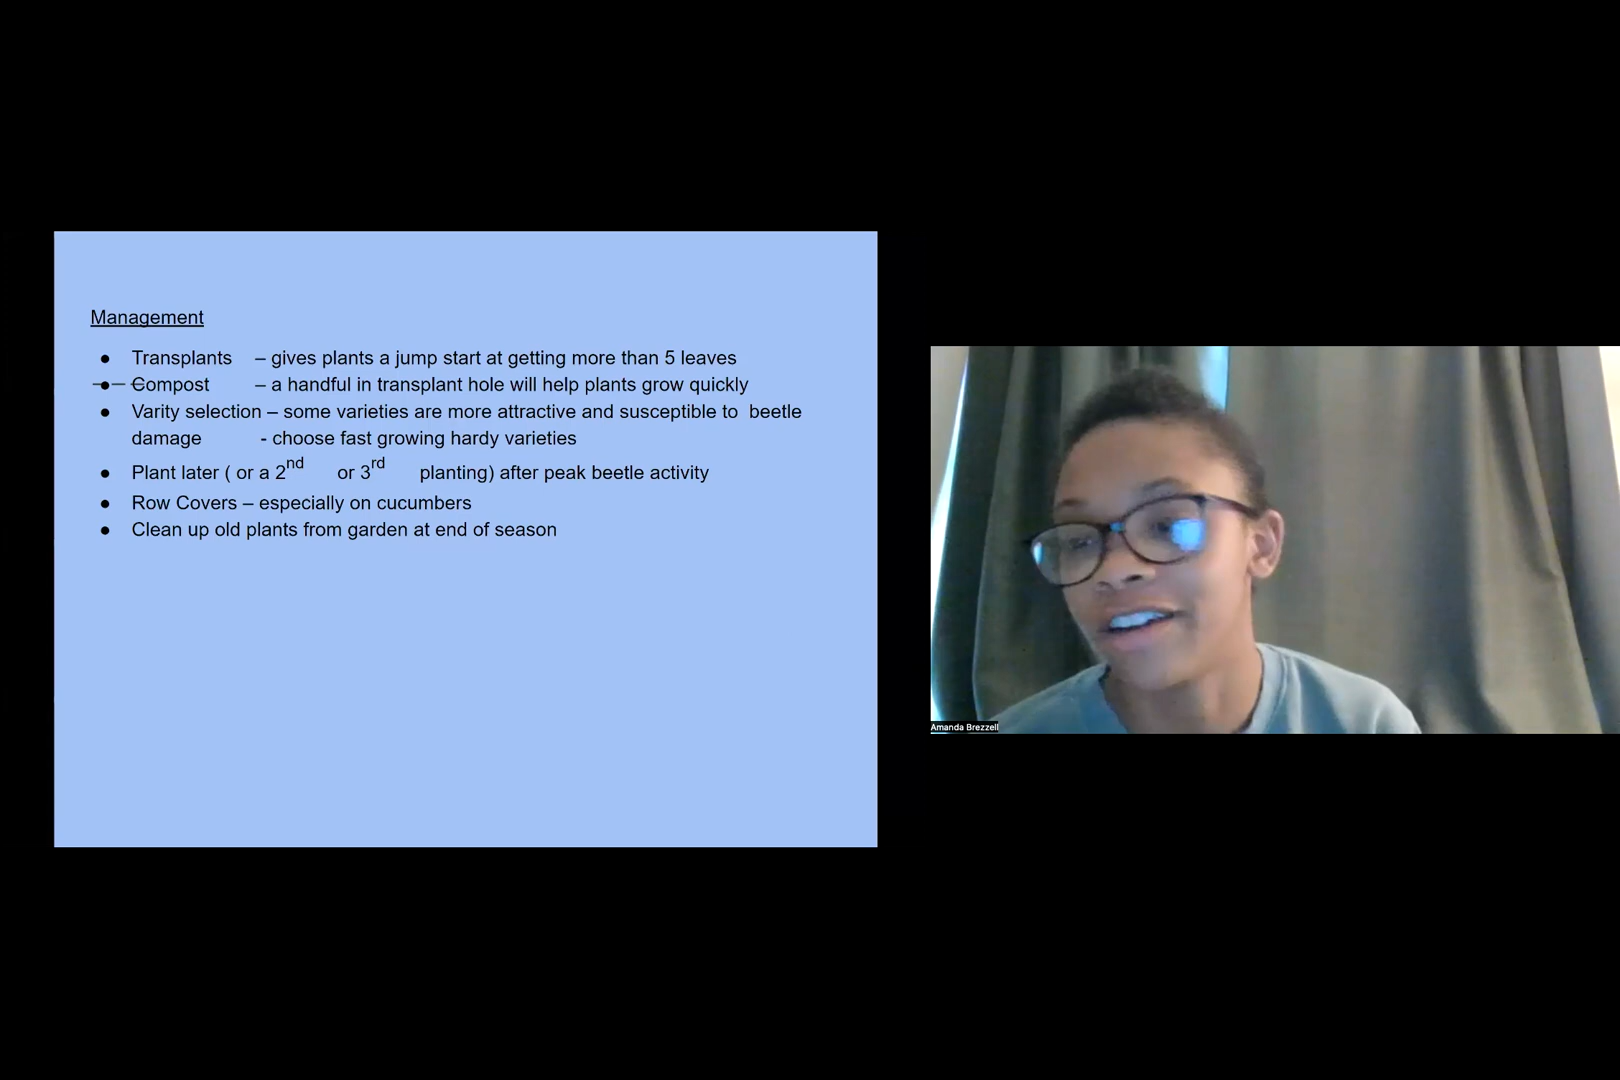 Management
● Transplants – gives plants a jump start at getting more than 5 leaves
● Compost – a handful in transplant hole will help plants grow quickly
● Varity selection – some varieties are more attractive and susceptible to beetle
damage - choose fast growing hardy varieties
● Plant later ( or a 2nd or 3rd planting) after peak beetle activity
● Row Covers – especially on cucumbers
● Clean up old plants from garden at end of season
Amanda Brezzell